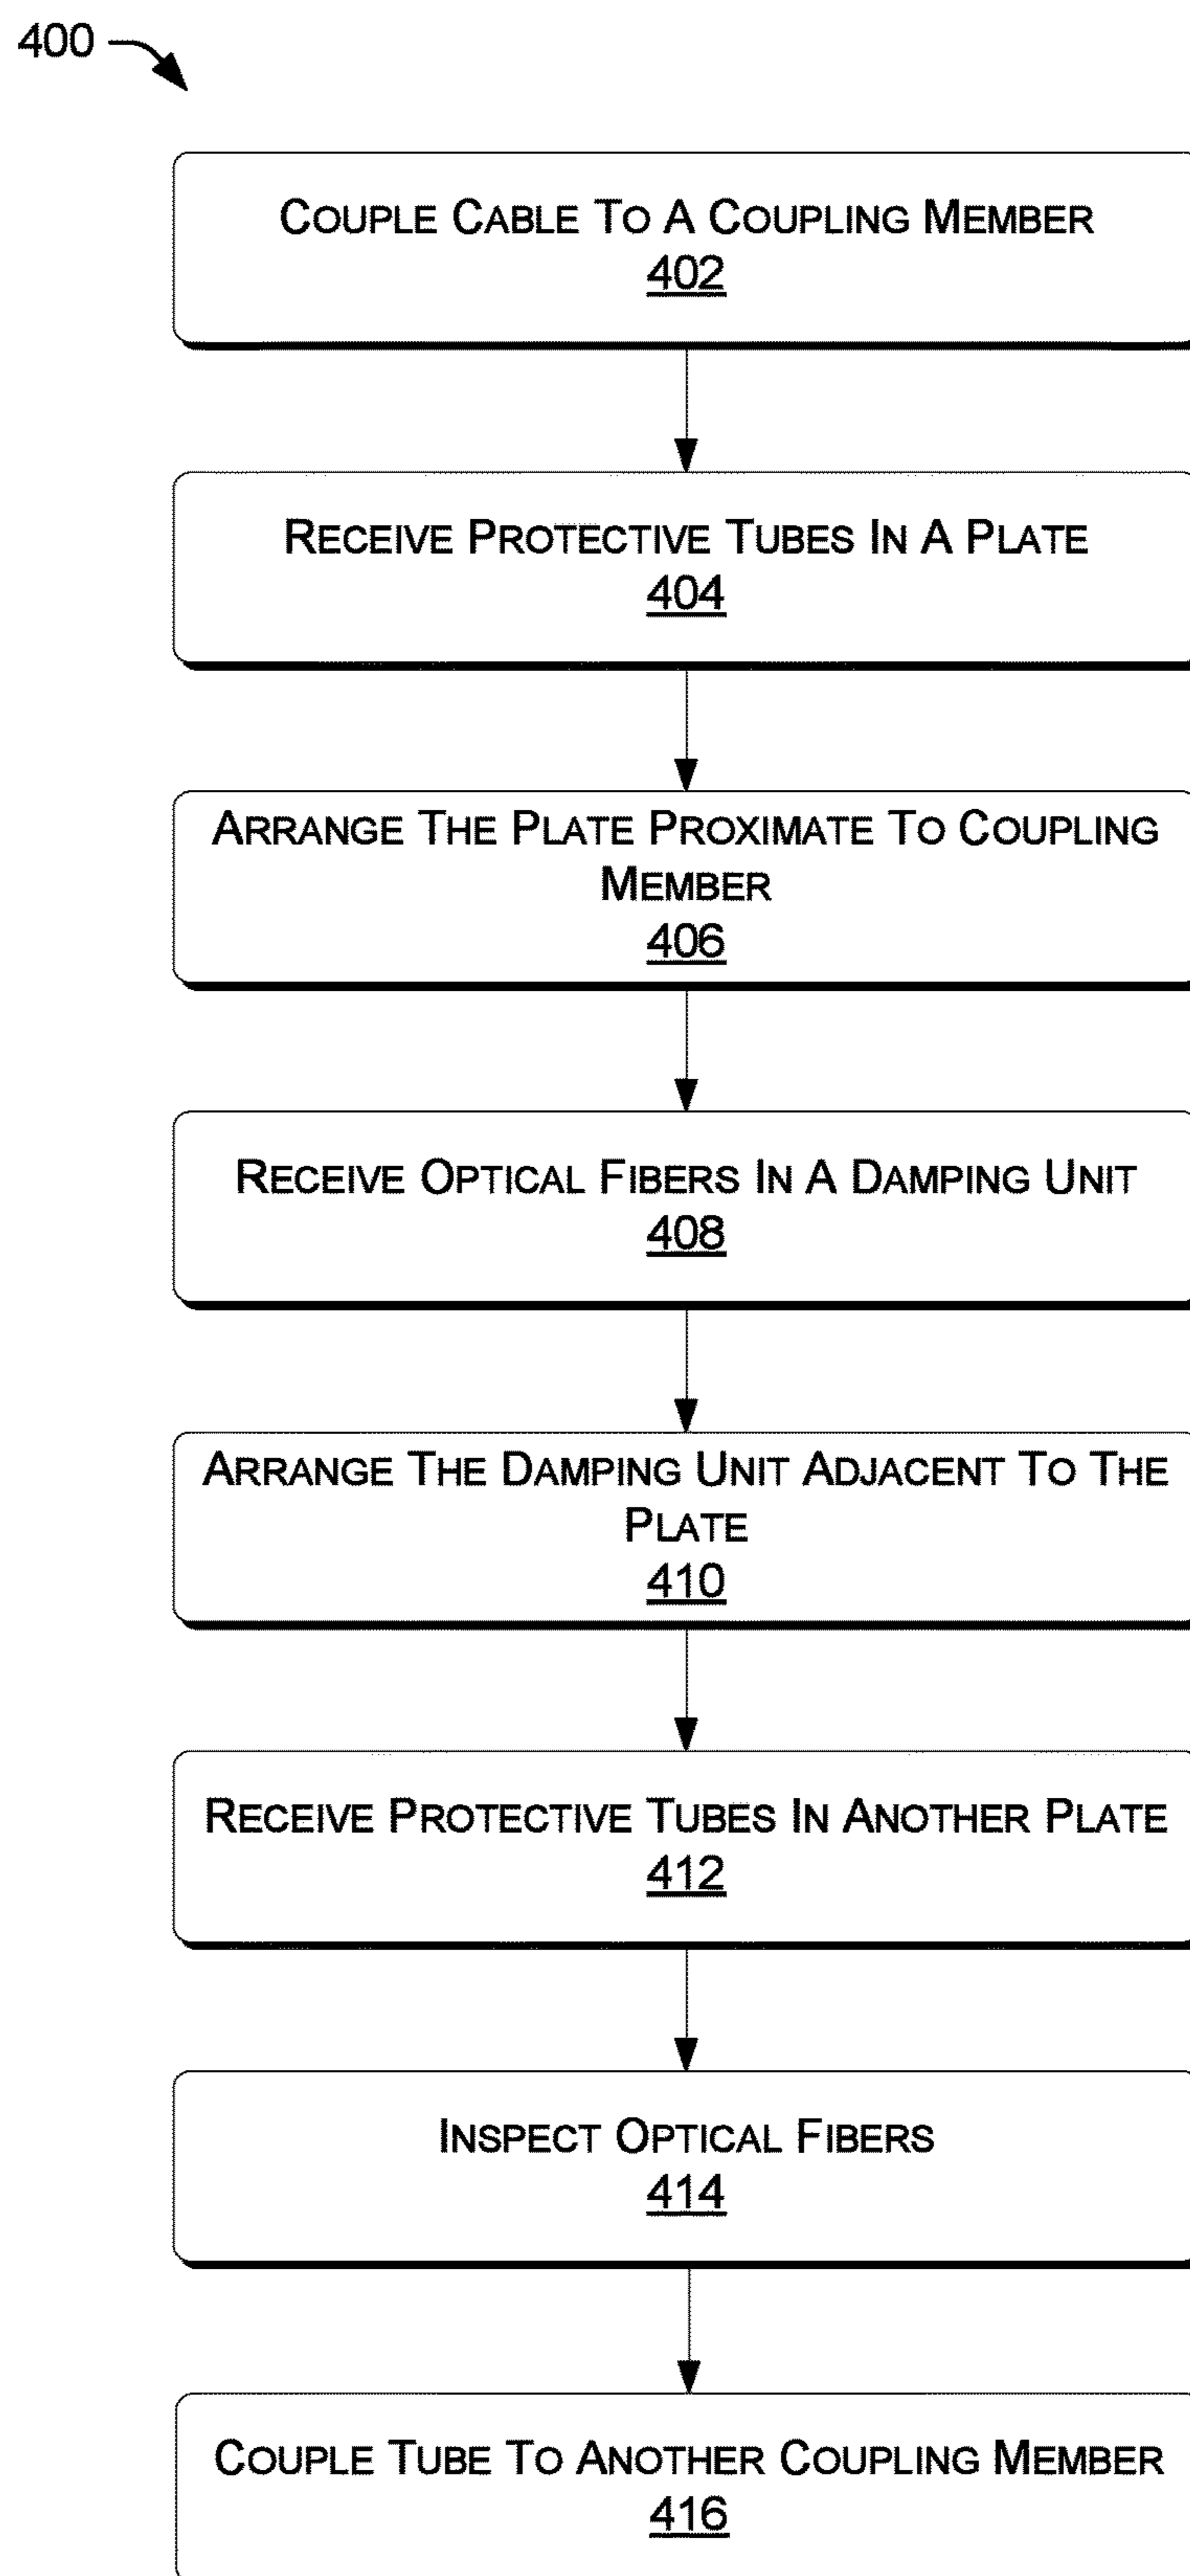 400
COUPLE CABLE TO A COUPLING MEMBER
402
RECEIVE PROTECTIVE TUBES IN A PLATE
404
ARRANGE THE PLATE PROXIMATE TO COUPLING
MEMBER
406
RECEIVE OPTICAL FIBERS IN A DAMPING UNIT
408
ARRANGE THE DAMPING UNIT ADJACENT TO THE
PLATE
410
RECEIVE PROTECTIVE TUBES IN ANOTHER PLATE
412
INSPECT OPTICAL FIBERS
414
COUPLE TUBE TO ANOTHER COUPLING MEMBER
416